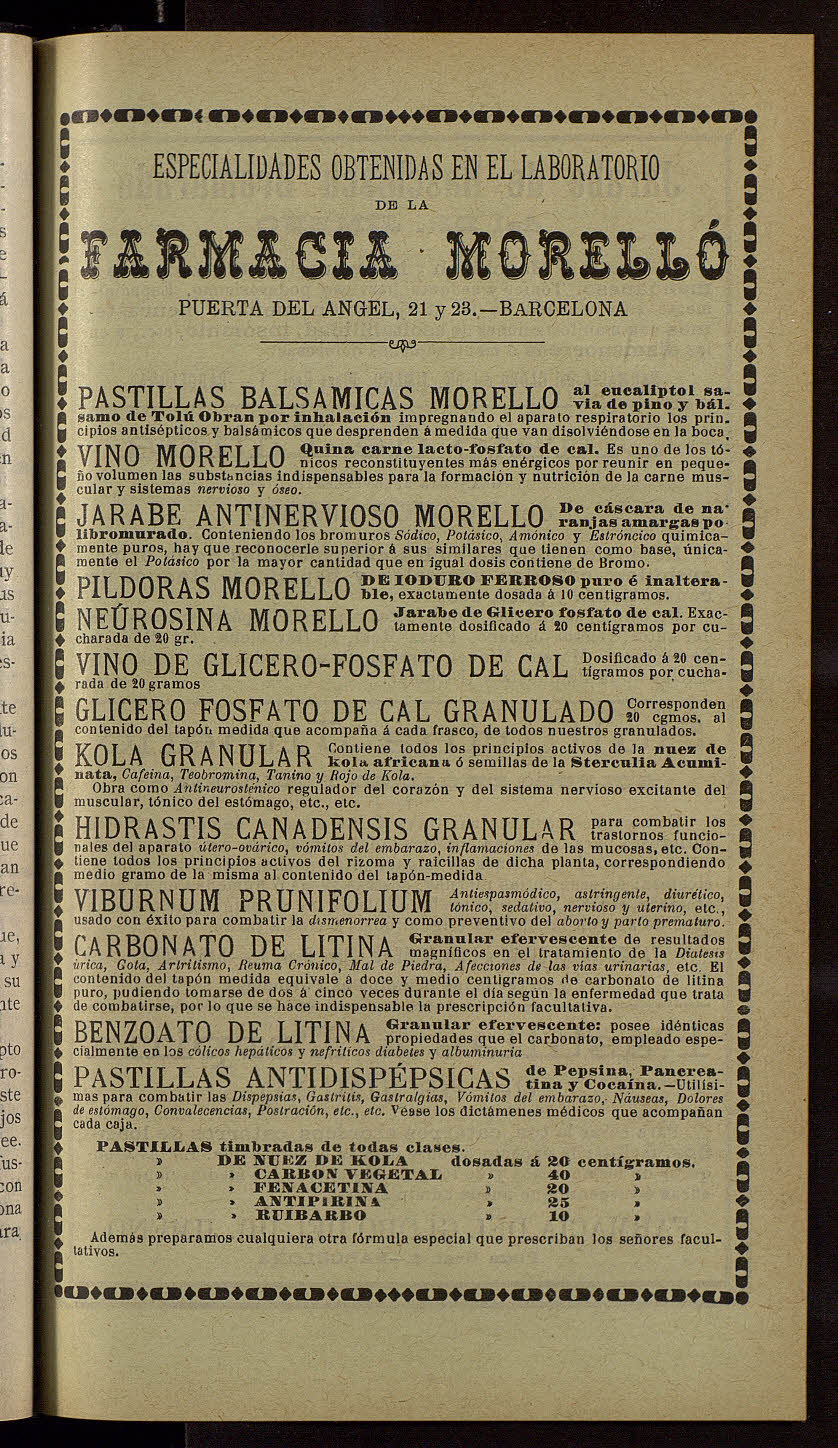 ESPECIALIDADES OBTENIDAS EN EL LABORATORIO
DE LA
FARMACIA MORELLÓ
PUERTA DEL ANGEL, 21 y 23.—BARCELONA
PASTILLAS BALSAMICAS MORELLO al eucaliptol sa-
via de pino y bál-
samo de Tolú Obran por inhalación impregnando el aparato respiratorio los prin-
cipios antisépticos y balsámicos que desprenden á medida que van disolviéndose en la boca.
VINO MORELLO Quina carne lacto-fosfato de cal. Es uno de los tó-
nicos reconstituyentes más enérgicos por reunir en peque-
ño volumen las substancias indispensables para la formación y nutrición de la carne mus-
cular y sistemas nervioso y óseo.
JARABE ANTINERVIOSO MORELLO De cáscara de na-
ranjas amargas po
libromurado. Conteniendo los bromuros Sódico, Potásico, Amónico y Estróncico quimica-
mente puros, hay que reconocerle superior á sus similares que tienen como base, única-
mente el Potásico por la mayor cantidad que en igual dosis contiene de Bromo.
PILDORAS MORELLO DE IODURO FERROSO puro é inaltera-
ble, exactamente dosada á 10 centigramos.
NEÚROSINA MORELLO Jarabe de Glicero fosfato de cal. Exac-
tamente dosificado á 20 centígramos por cu-
charada de 20 gr.
VINO DE GLICERO-FOSFATO DE CAL Dosificado á 20 cen-
tígramos por cucha-
rada de 20 gramos
GLICERO FOSFATO DE CAL GRANULADO Corresponden
20 cgmos. al
contenido del tapón medida que acompaña á cada frasco, de todos nuestros granulados.
KOLA GRANULAR Contiene todos los principios activos de la nuez de
kola africana ó semillas de la Sterculia Acumi-
nata, Cafeina, Teobromina, Tanino y Rojo de Kola.
Obra como Antineurosténico regulador del corazón y del sistema nervioso excitante del
muscular, tónico del estómago, etc., etc.
HIDRASTIS CANADENSIS GRANULAR para combatir los
trastornos funcio-
nales del aparato útero-ovárico, vómitos del embarazo, inflamaciones de las mucosas, etc. Con-
tiene todos los principios activos del rizoma y raicillas de dicha planta, correspondiendo
medio gramo de la misma al contenido del tapón-medida
VIBURNUM PRUNIFOLIUM Antiespasmódico, astringente, diurético,
tónico, sedativo, nervioso y uterino, etc.,
usado con éxito para combatir la dismenorrea y como preventivo del aborto y parto prematuro.
CARBONATO DE LITINA Granular efervescente de resultados
magníficos en el tratamiento de la Diatesis
úrica, Gota, Artritismo, Reuma Crónico, Mal de Piedra, Afecciones de las vías urinarias, etc. El
contenido del tapón medida equivale á doce y medio centigramos de carbonato de litina
puro, pudiendo tomarse de dos á cinco veces durante el día según la enfermedad que trata
de combatirse, por lo que se hace indispensable la prescripción facultativa.
BENZOATO DE LITINA Granular efervescente: posee idénticas
propiedades que el carbonato, empleado espe-
cialmente en los cólicos hepáticos y nefríticos diabetes y albuminuria
PASTILLAS ANTIDISPÉPSICAS de Pepsina, Pancrea-
tina y Cocaína.—Utilísi-
mas para combatir las Dispepsias, Gastritis, Gastralgias, Vómitos del embarazo, Náuseas, Dolores
de estómago, Convalecencias, Postración, etc., etc. Véase los dictámenes médicos que acompañan
cada caja.
PASTILLAS timbradas de todas clases.
» DE NUEZ DE KOLA dosadas á 20 centígramos.
» » CARBON VEGETAL » 40 »
» » FENACETINA » 20 »
» » ANTIPIRINA » 25 »
» » RUIBARBO » 10 »
Además preparamos cualquiera otra fórmula especial que prescriban los señores facul-
tativos.